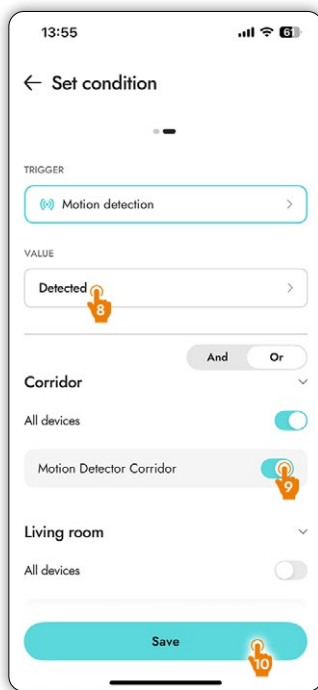 13:55 61
Set condition
TRIGGER
Motion detection
VALUE
Detected
8
And Or
Corridor
All devices
Motion Detector Corridor
9
Living room
All devices
Save
10